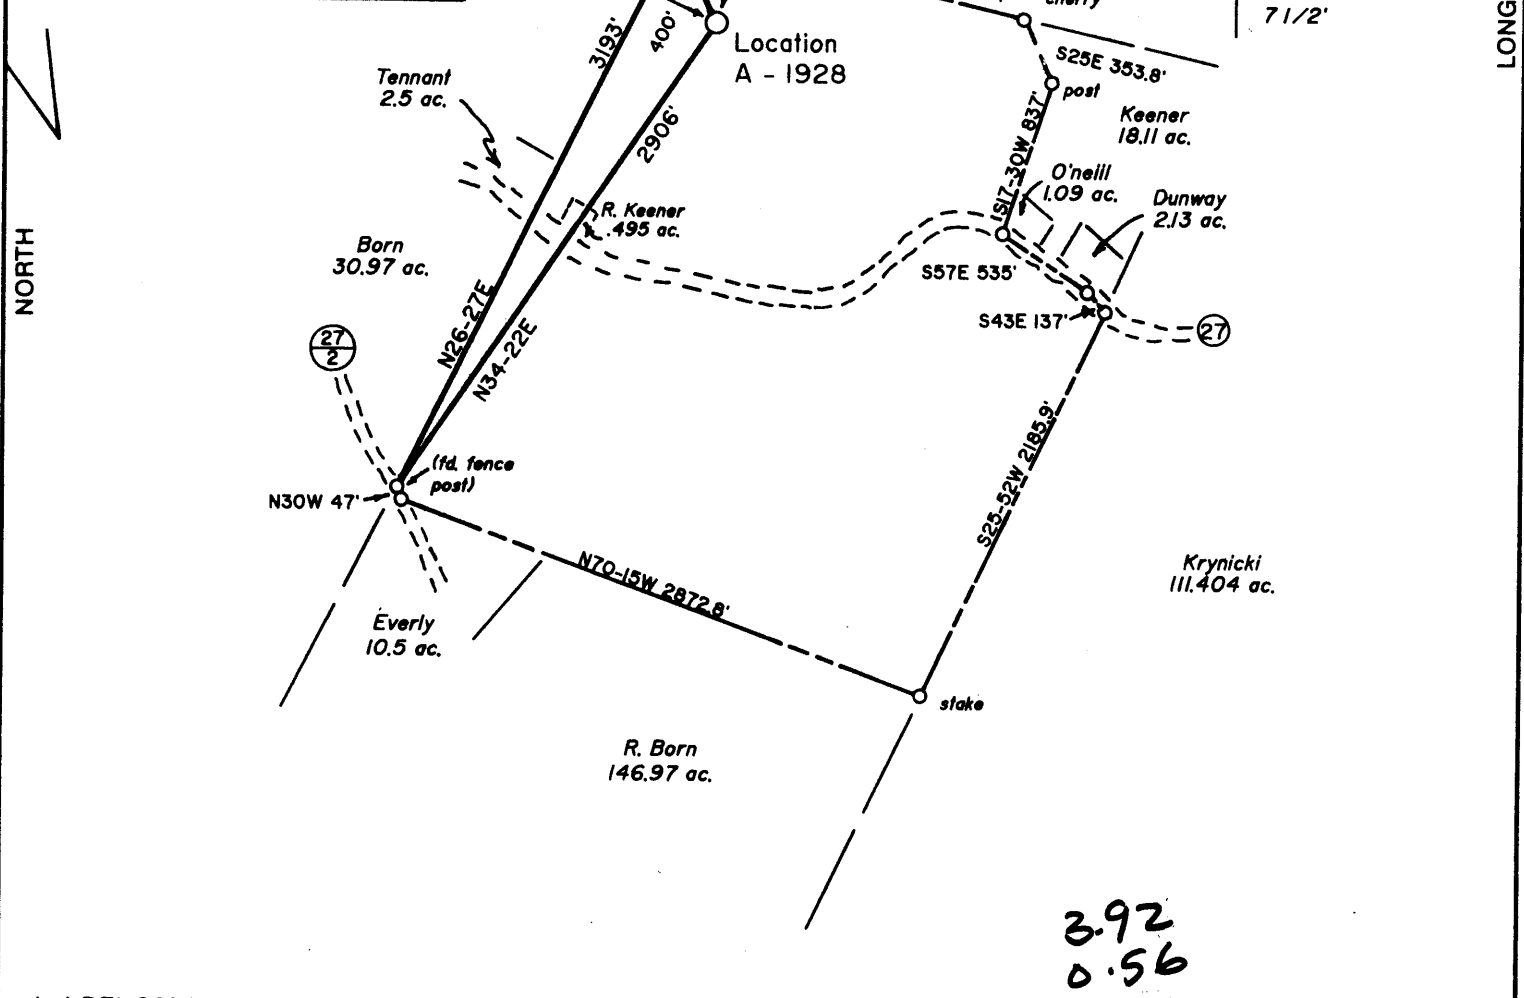 cherry
7 1/2'
LONG
3193'
400'
Location
A - 1928
S25E 353.8'
post
Tennant
2.5 ac.
2906'
S17-30W 837'
Keener
18.11 ac.
O'neill
1.09 ac.
Dunway
2.13 ac.
R. Keener
.495 ac.
NORTH
Born
30.97 ac.
S57E 535'
S43E 137'
27
N26-27E
N34-22E
27
2
(fd. fence
post)
N30W 47'
S25-52W 2185.9'
N70-15W 2872.8'
Krynicki
111.404 ac.
Everly
10.5 ac.
stake
R. Born
146.97 ac.
3.92
0.56